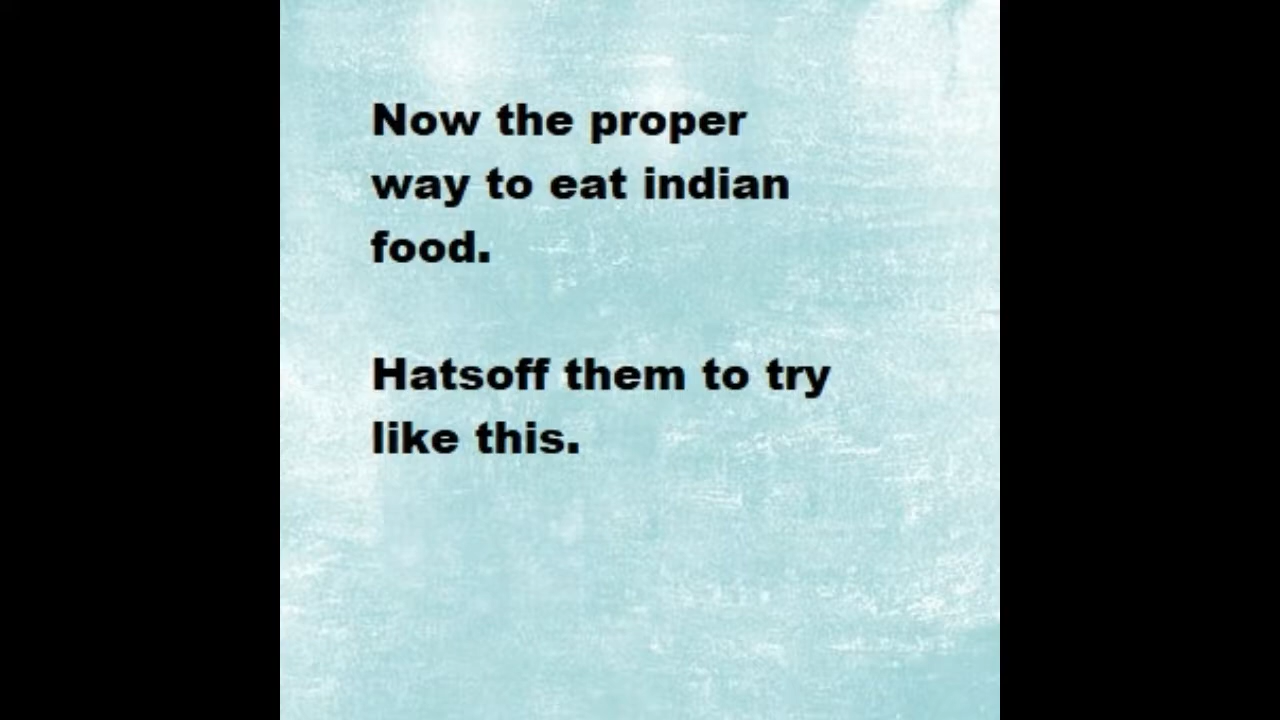 Now the proper
way to eat indian
food.
Hatsoff them to try
like this.